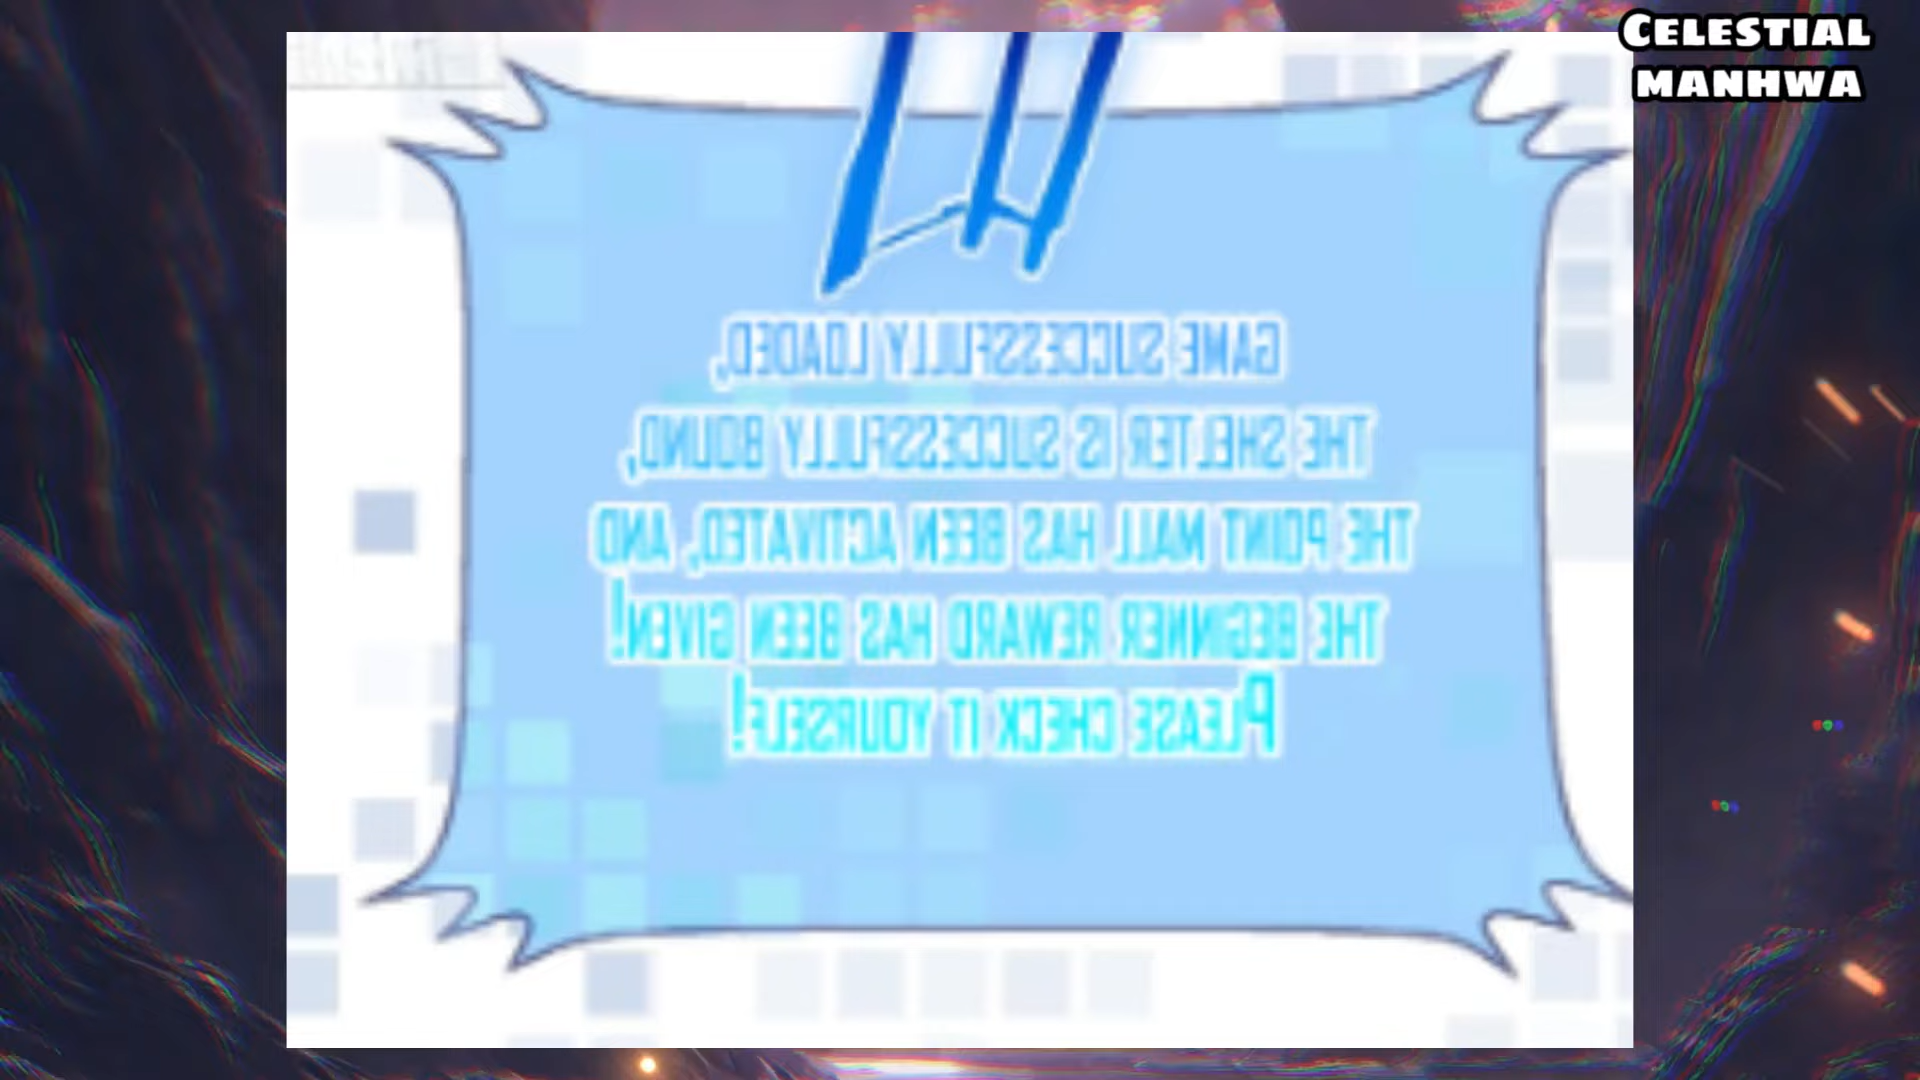 CELESTIAL
MANHWA
GAME SUCCESSFULLY LOADED,
THE SHELTER IS SUCCESSFULLY BOUND,
THE POINT MALL HAS BEEN ACTIVATED, AND
THE BEGINNER REWARD HAS BEEN GIVEN!
PLEASE CHECK IT YOURSELF!